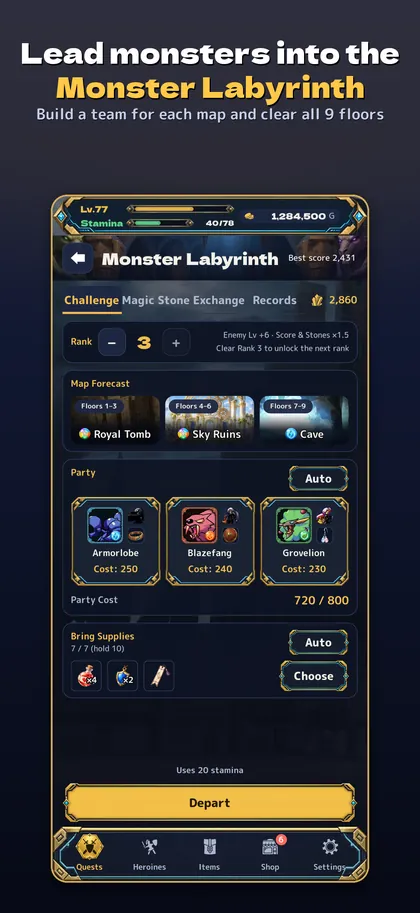 Lead monsters into the
Monster Labyrinth
Build a team for each map and clear all 9 floors
Lv.77
Stamina 40/78 1,284,500 G
Monster Labyrinth Best score 2,431
Challenge Magic Stone Exchange Records 2,860
Rank − 3 +
Enemy Lv +6 · Score & Stones ×1.5
Clear Rank 3 to unlock the next rank
Map Forecast
Floors 1-3 Floors 4-6 Floors 7-9
Royal Tomb Sky Ruins Cave
Party Auto
Armorlobe Blazefang Grovelion
Cost: 250 Cost: 240 Cost: 230
Party Cost 720 / 800
Bring Supplies
7 / 7 (hold 10)
Auto
×4 ×2
Choose
Uses 20 stamina
Depart
6
Quests Heroines Items Shop Settings